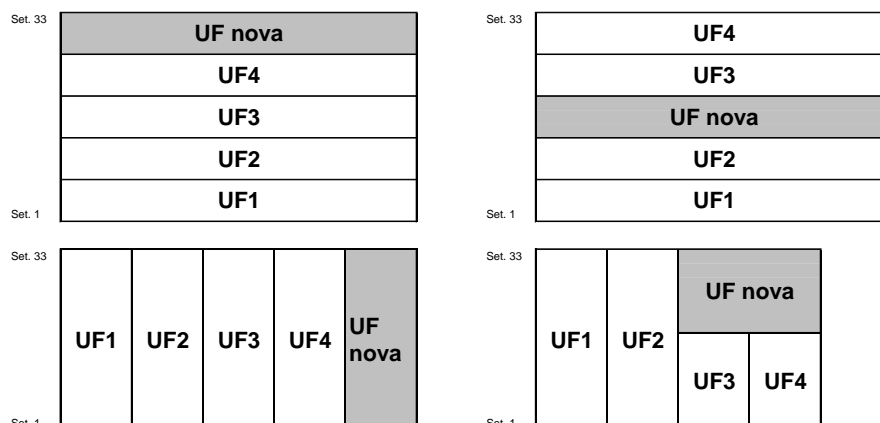 Set. 33
UF nova
UF4
UF3
UF2
UF1
Set. 1
Set. 33
UF4
UF3
UF nova
UF2
UF1
Set. 1
Set. 33
UF1 UF2 UF3 UF4 UF
nova
Set. 1
Set. 33
UF nova
UF1 UF2
UF3 UF4
Set. 1